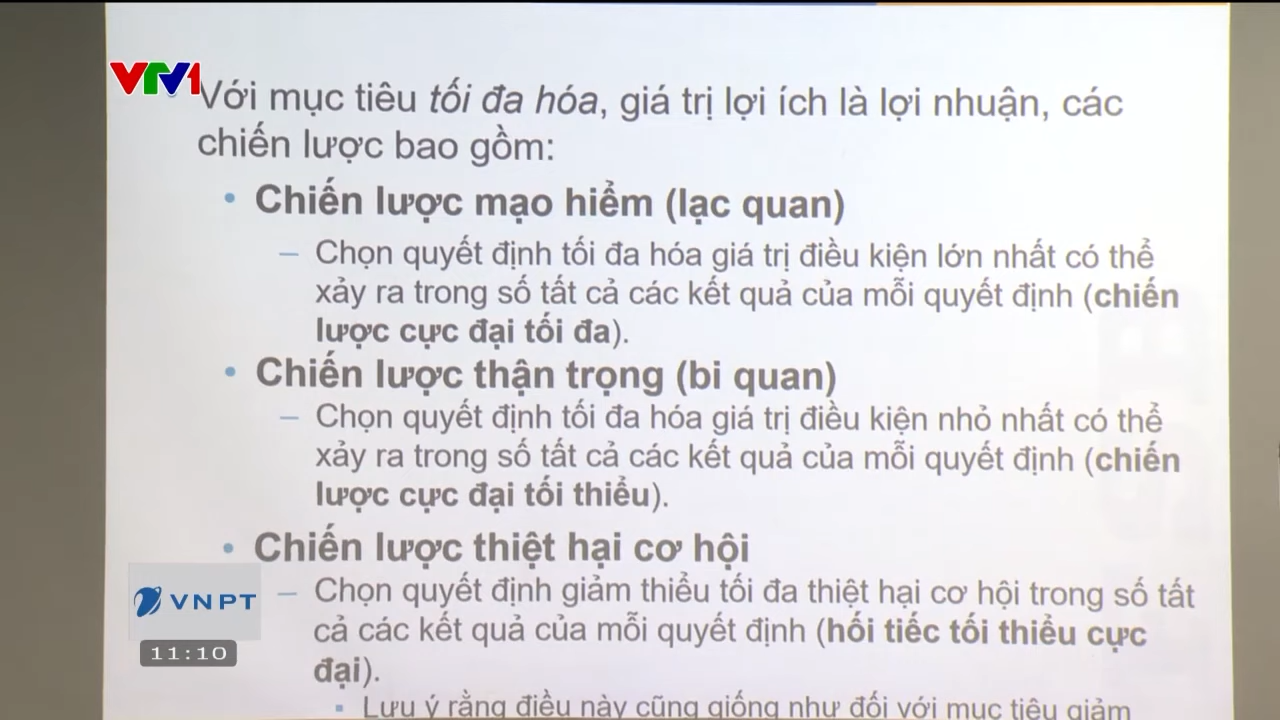 VTV1
Với mục tiêu tối đa hóa, giá trị lợi ích là lợi nhuận, các
chiến lược bao gồm:
• Chiến lược mạo hiểm (lạc quan)
– Chọn quyết định tối đa hóa giá trị điều kiện lớn nhất có thể
xảy ra trong số tất cả các kết quả của mỗi quyết định (chiến
lược cực đại tối đa).
• Chiến lược thận trọng (bi quan)
– Chọn quyết định tối đa hóa giá trị điều kiện nhỏ nhất có thể
xảy ra trong số tất cả các kết quả của mỗi quyết định (chiến
lược cực đại tối thiểu).
• Chiến lược thiệt hại cơ hội
– Chọn quyết định giảm thiểu tối đa thiệt hại cơ hội trong số tất
cả các kết quả của mỗi quyết định (hối tiếc tối thiểu cực
đại).
▪ Lưu ý rằng điều này cũng giống như đối với mục tiêu giảm
VNPT
11:10